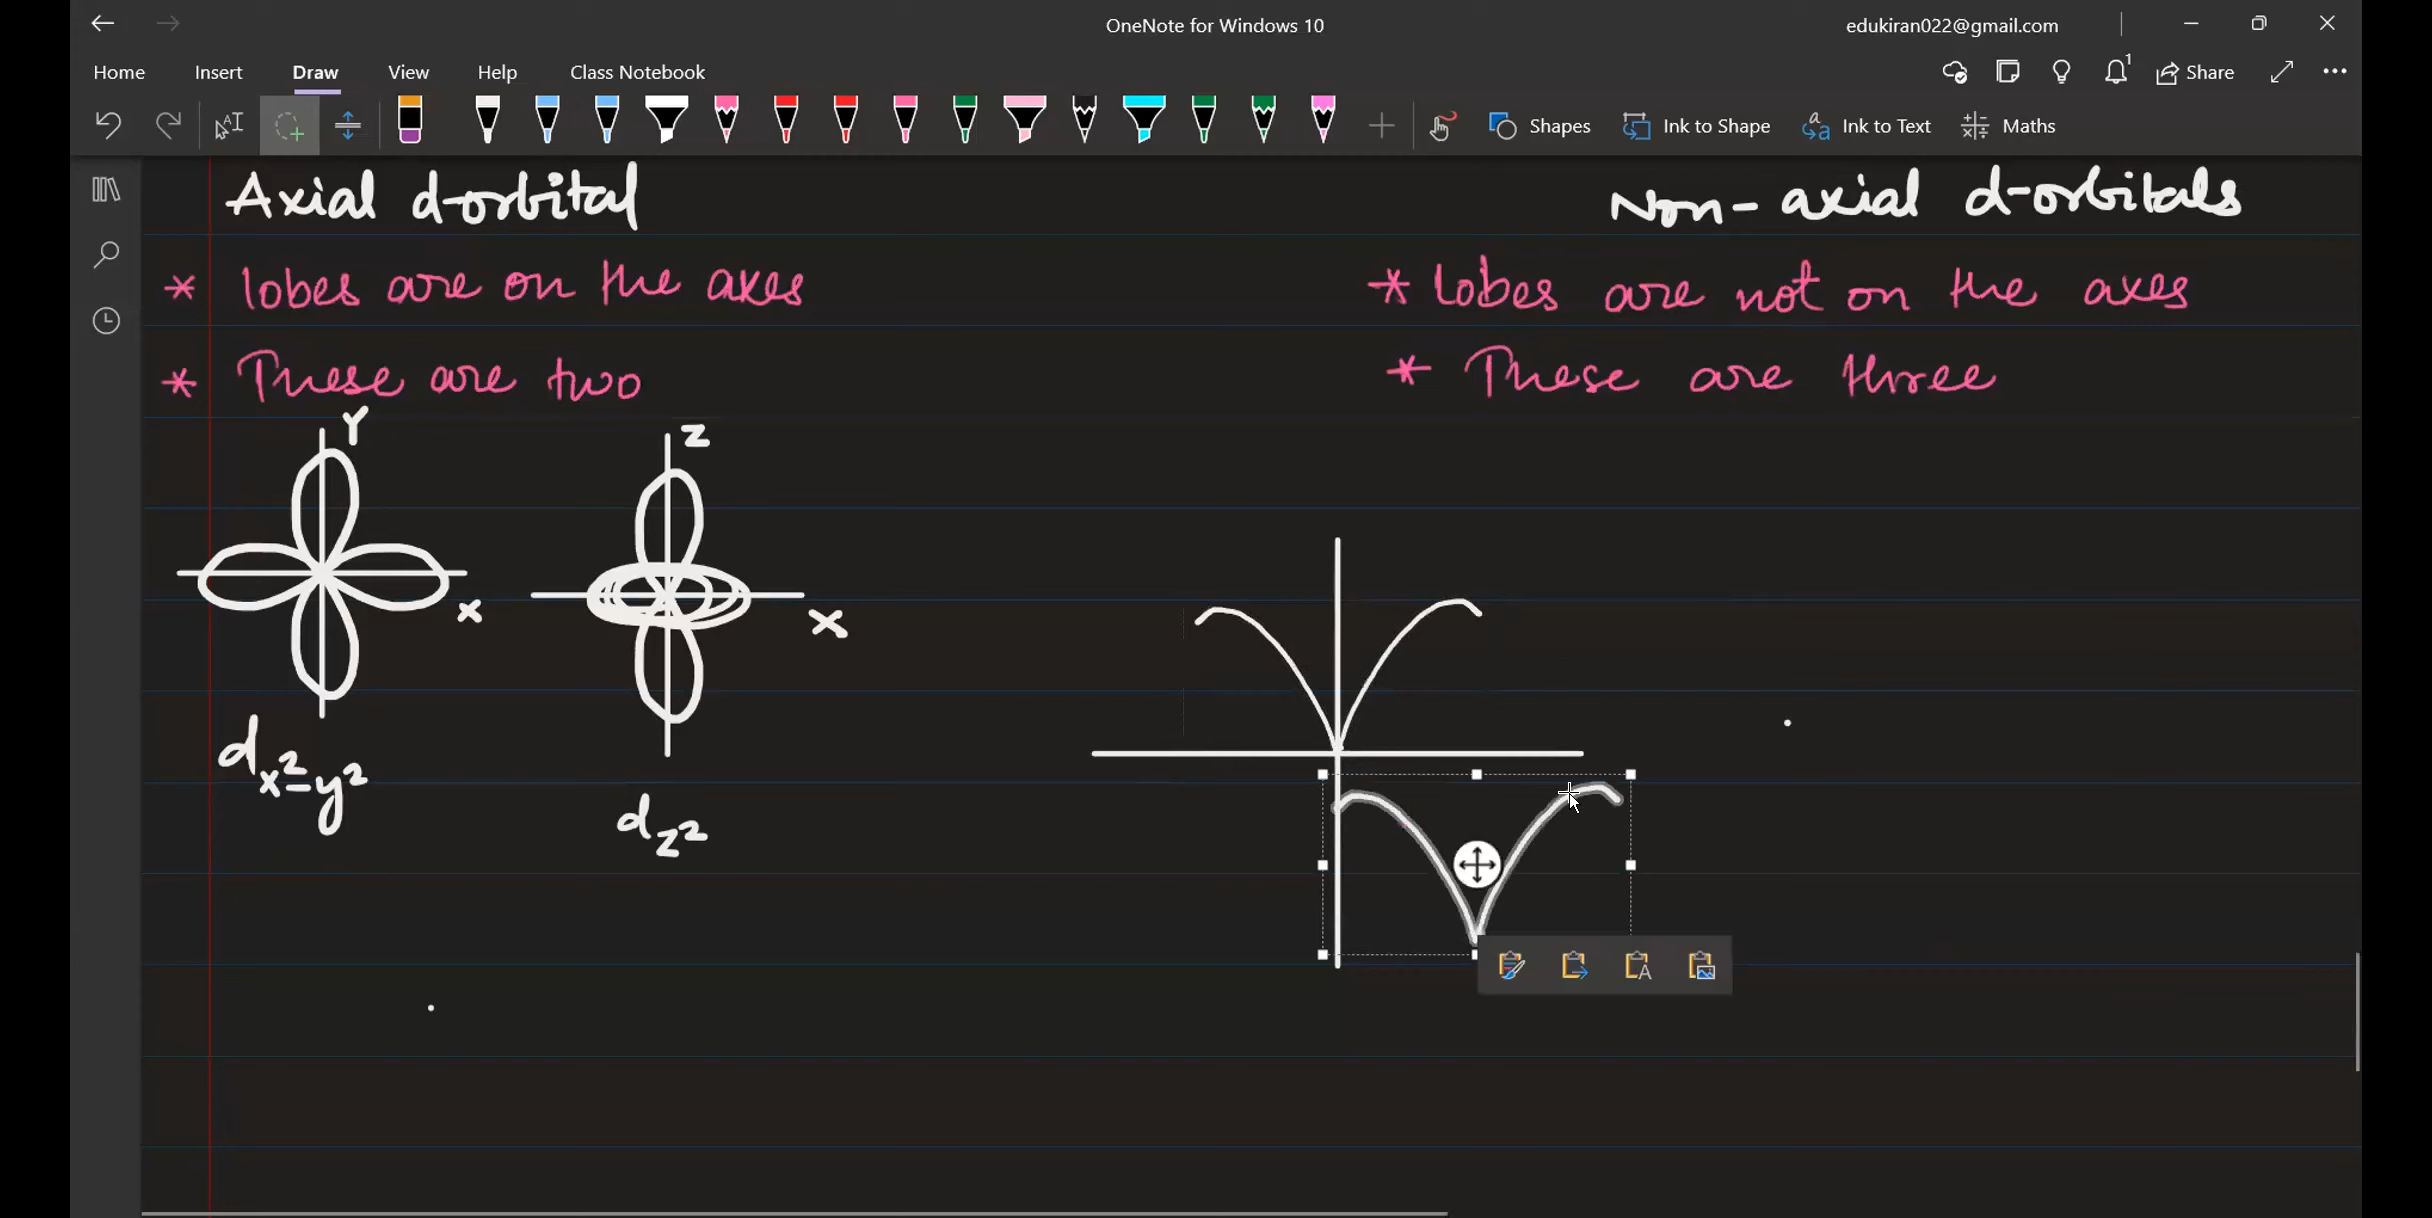 OneNote for Windows 10
edukiran022@gmail.com
Home Insert Draw View Help Class Notebook
1
Share
Shapes Ink to Shape Ink to Text Maths
Axial d-orbital
Non-axial d-orbitals
* lobes are on the axes
* lobes are not on the axes
* These are two
* These are three
Y
Z
X
X
dx²-y²
dz²